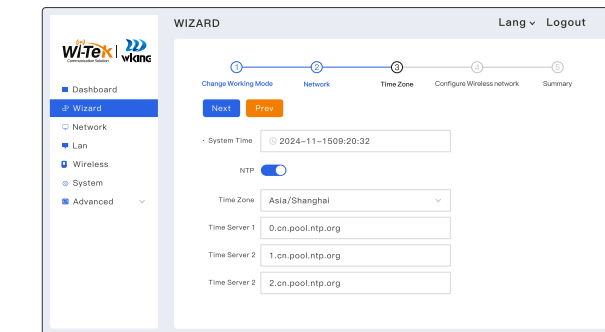 WIZARD
Lang
Logout
Wi-Tek
Communication Solution
wking
1
2
3
4
5
Change Working Mode
Network
Time Zone
Configure Wireless network
Summary
Dashboard
Wizard
Network
Lan
Wireless
System
Advanced
Next
Prev
· System Time
2024-11-1509:20:32
NTP
Time Zone
Asia/Shanghai
Time Server 1
0.cn.pool.ntp.org
Time Server 2
1.cn.pool.ntp.org
Time Server 2
2.cn.pool.ntp.org